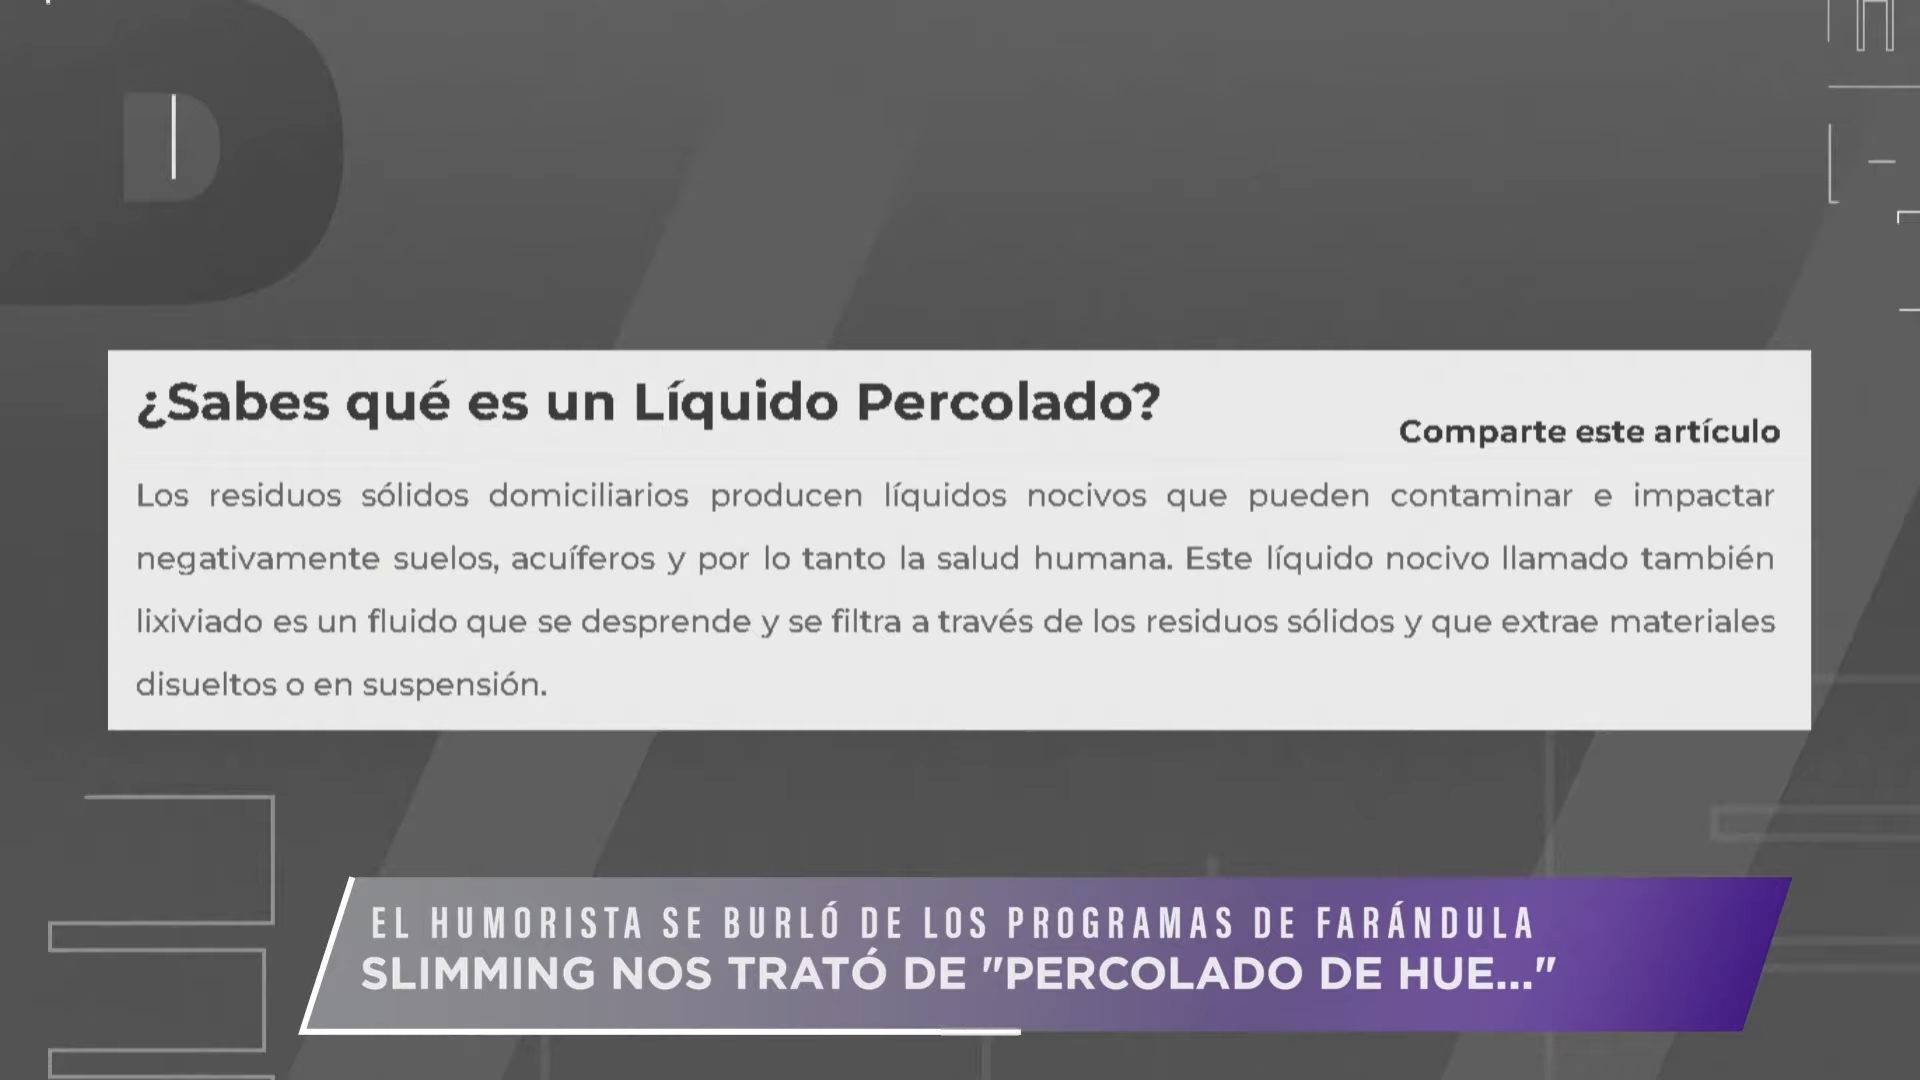 ¿Sabes qué es un Líquido Percolado?
Comparte este artículo
Los residuos sólidos domiciliarios producen líquidos nocivos que pueden contaminar e impactar
negativamente suelos, acuíferos y por lo tanto la salud humana. Este líquido nocivo llamado también
lixiviado es un fluido que se desprende y se filtra a través de los residuos sólidos y que extrae materiales
disueltos o en suspensión.
EL HUMORISTA SE BURLÓ DE LOS PROGRAMAS DE FARÁNDULA
SLIMMING NOS TRATÓ DE "PERCOLADO DE HUE..."